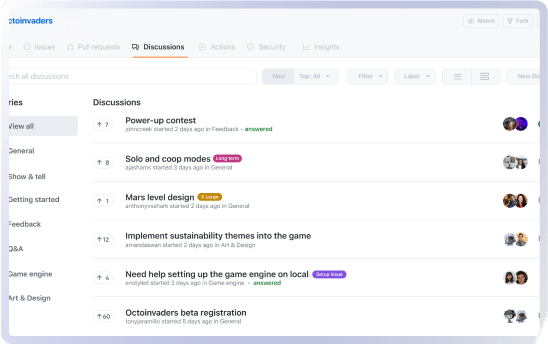 octoinvaders
Watch
Fork
Issues
Pull requests
Discussions
Actions
Security
Insights
rch all discussions
New
Top: All
Filter
Label
New Di
ries
Discussions
View all
General
Show & tell
Getting started
Feedback
Q&A
Game engine
Art & Design
7
Power-up contest
johncreek started 2 days ago in Feedback • answered
8
Solo and coop modes Long term
ajashams started 3 days ago in General
1
Mars level design X Large
anthonyvshark started 2 days ago in General
12
Implement sustainability themes into the game
amandaswan started 2 days ago in Art & Design
4
Need help setting up the game engine on local Setup issue
enstyled started 2 days ago in Game engine • answered
60
Octoinvaders beta registration
tonyjaramillo started 5 days ago in General